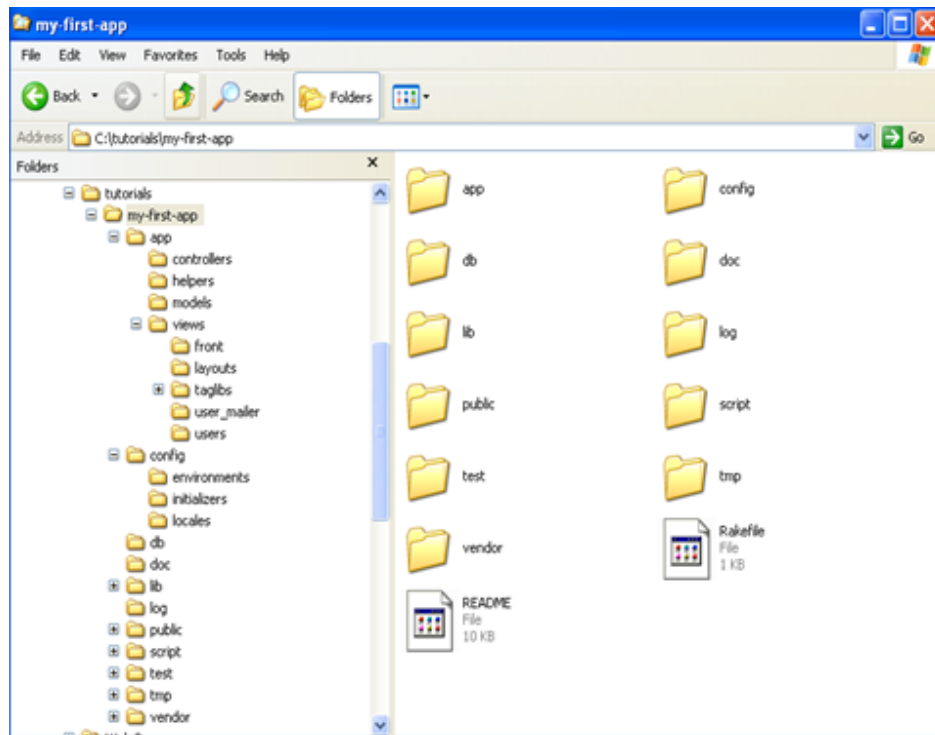 my-first-app
File Edit View Favorites Tools Help
Back Search Folders
Address C:\tutorials\my-first-app Go
Folders x
tutorials
my-first-app
app
controllers
helpers
models
views
front
layouts
taglibs
user_mailer
users
config
environments
initializers
locales
db
doc
lib
log
public
script
test
tmp
vendor
app config
db doc
lib log
public script
test tmp
vendor Rakefile
File
1 KB
README
File
10 KB